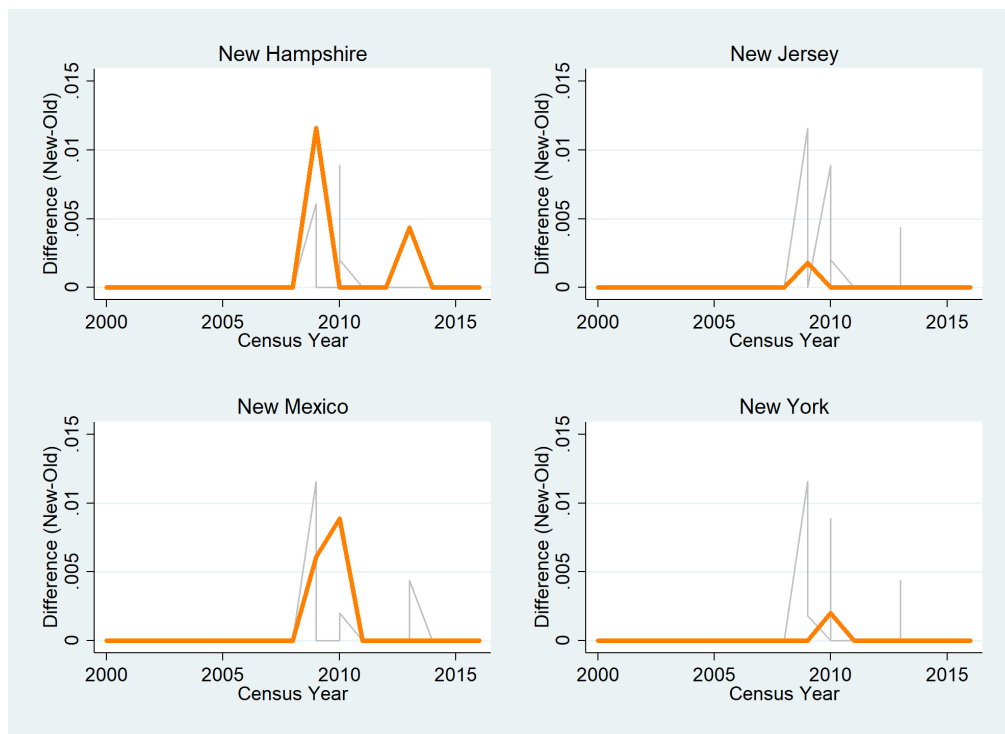 New Hampshire
Difference (New-Old)
.015
.01
.005
0
2000 2005 2010 2015
Census Year
New Jersey
Difference (New-Old)
.015
.01
.005
0
2000 2005 2010 2015
Census Year
New Mexico
Difference (New-Old)
.015
.01
.005
0
2000 2005 2010 2015
Census Year
New York
Difference (New-Old)
.015
.01
.005
0
2000 2005 2010 2015
Census Year